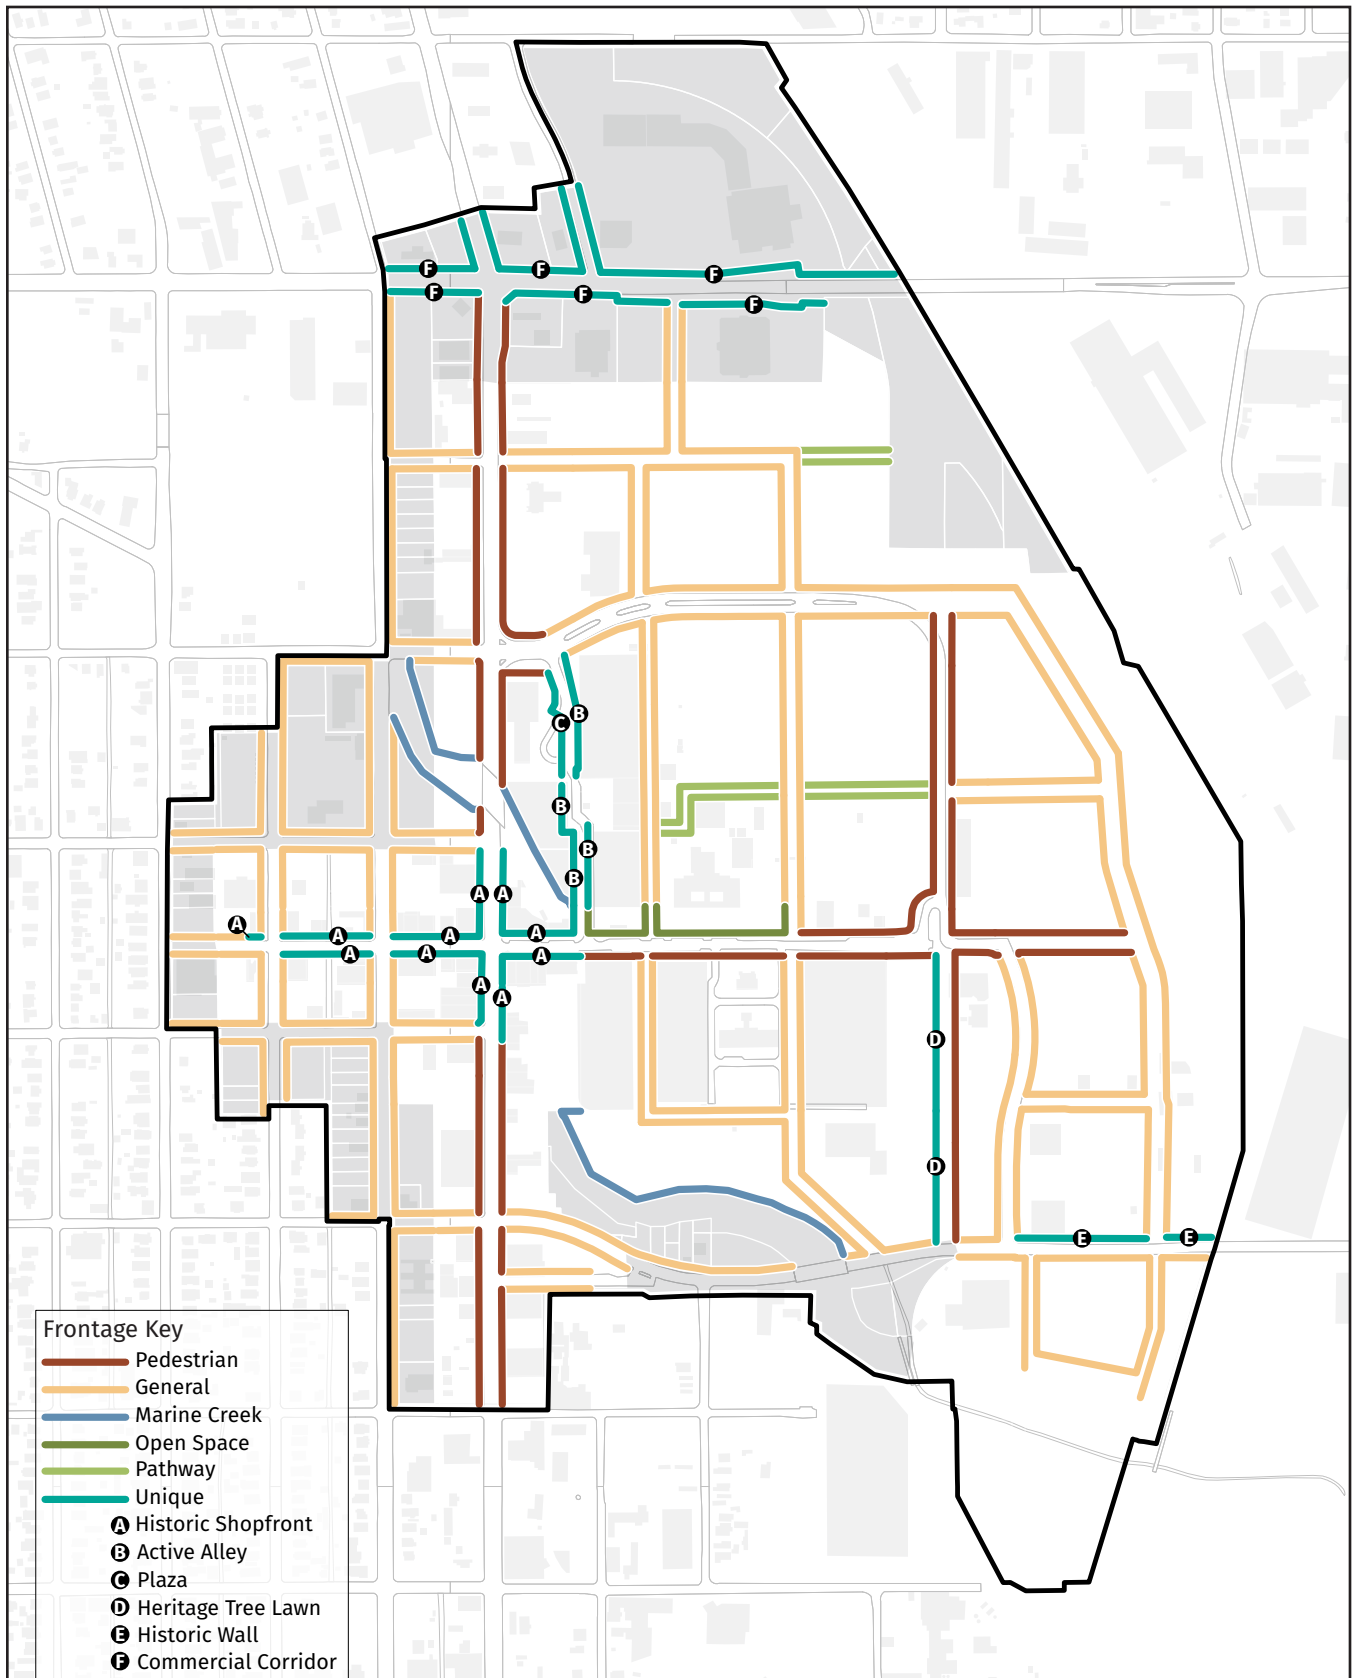 F
F
F
F
F
F
C
B
B
B
B
A
A
A
A
A
A
A
A
A
A
A
D
D
E
E
Frontage Key
Pedestrian
General
Marine Creek
Open Space
Pathway
Unique
A Historic Shopfront
B Active Alley
C Plaza
D Heritage Tree Lawn
E Historic Wall
F Commercial Corridor